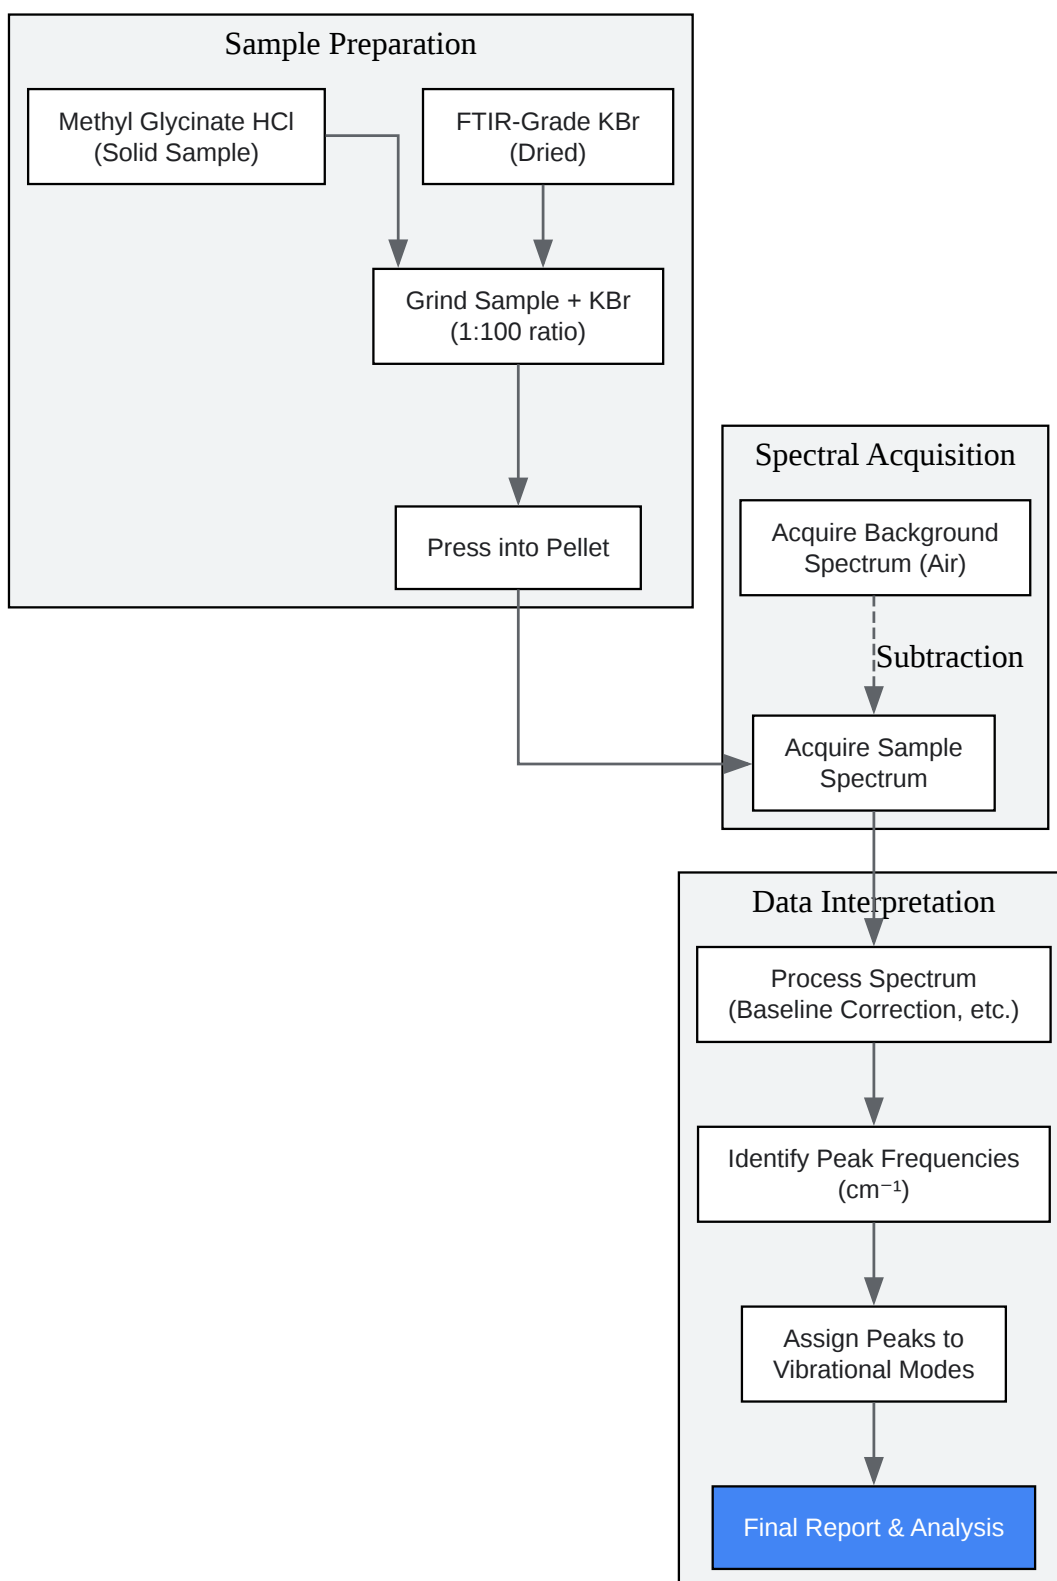 Sample Preparation
Methyl Glycinate HCl
(Solid Sample)
FTIR-Grade KBr
(Dried)
Grind Sample + KBr
(1:100 ratio)
Press into Pellet
Spectral Acquisition
Acquire Background
Spectrum (Air)
Subtraction
Acquire Sample
Spectrum
Data Interpretation
Process Spectrum
(Baseline Correction, etc.)
Identify Peak Frequencies
(cm⁻¹)
Assign Peaks to
Vibrational Modes
Final Report & Analysis